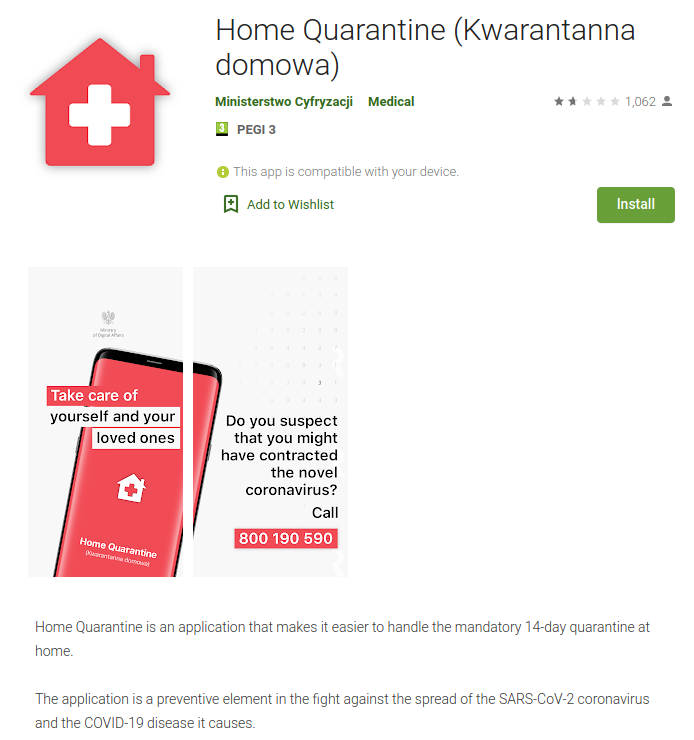 Home Quarantine (Kwarantanna
domowa)
Ministerstwo Cyfryzacji Medical
1,062
3 PEGI 3
This app is compatible with your device.
Add to Wishlist
Install
Ministry
of Digital Affairs
Take care of
yourself and your
loved ones
Home Quarantine
(Kwarantanna domowa)
Do you suspect
that you might
have contracted
the novel
coronavirus?
Call
800 190 590
Home Quarantine is an application that makes it easier to handle the mandatory 14-day quarantine at
home.
The application is a preventive element in the fight against the spread of the SARS-CoV-2 coronavirus
and the COVID-19 disease it causes.